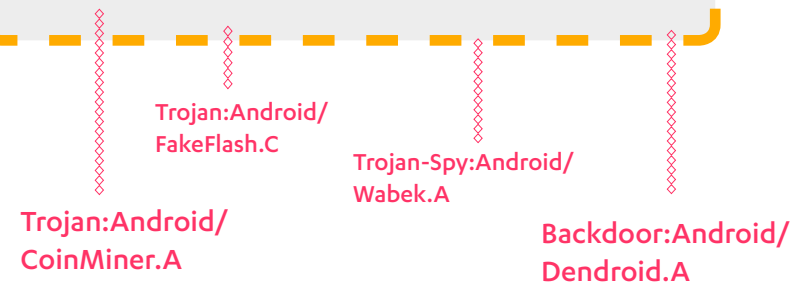 Trojan:Android/
FakeFlash.C
Trojan-Spy:Android/
Wabek.A
Trojan:Android/
CoinMiner.A
Backdoor:Android/
Dendroid.A